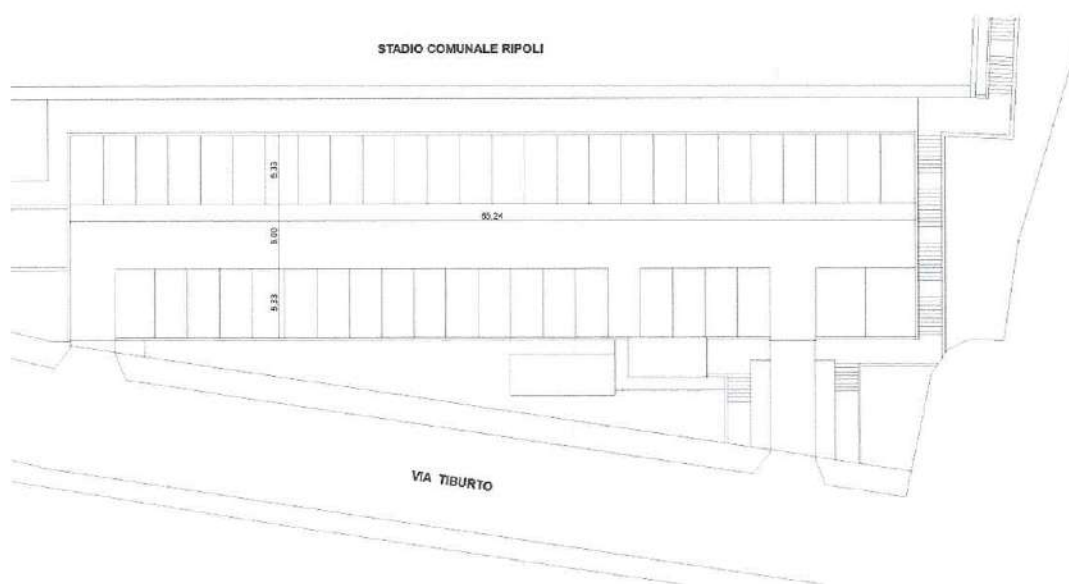 STADIO COMUNALE RIPOLI
5.33
65.24
5.00
5.33
VIA TIBURTO